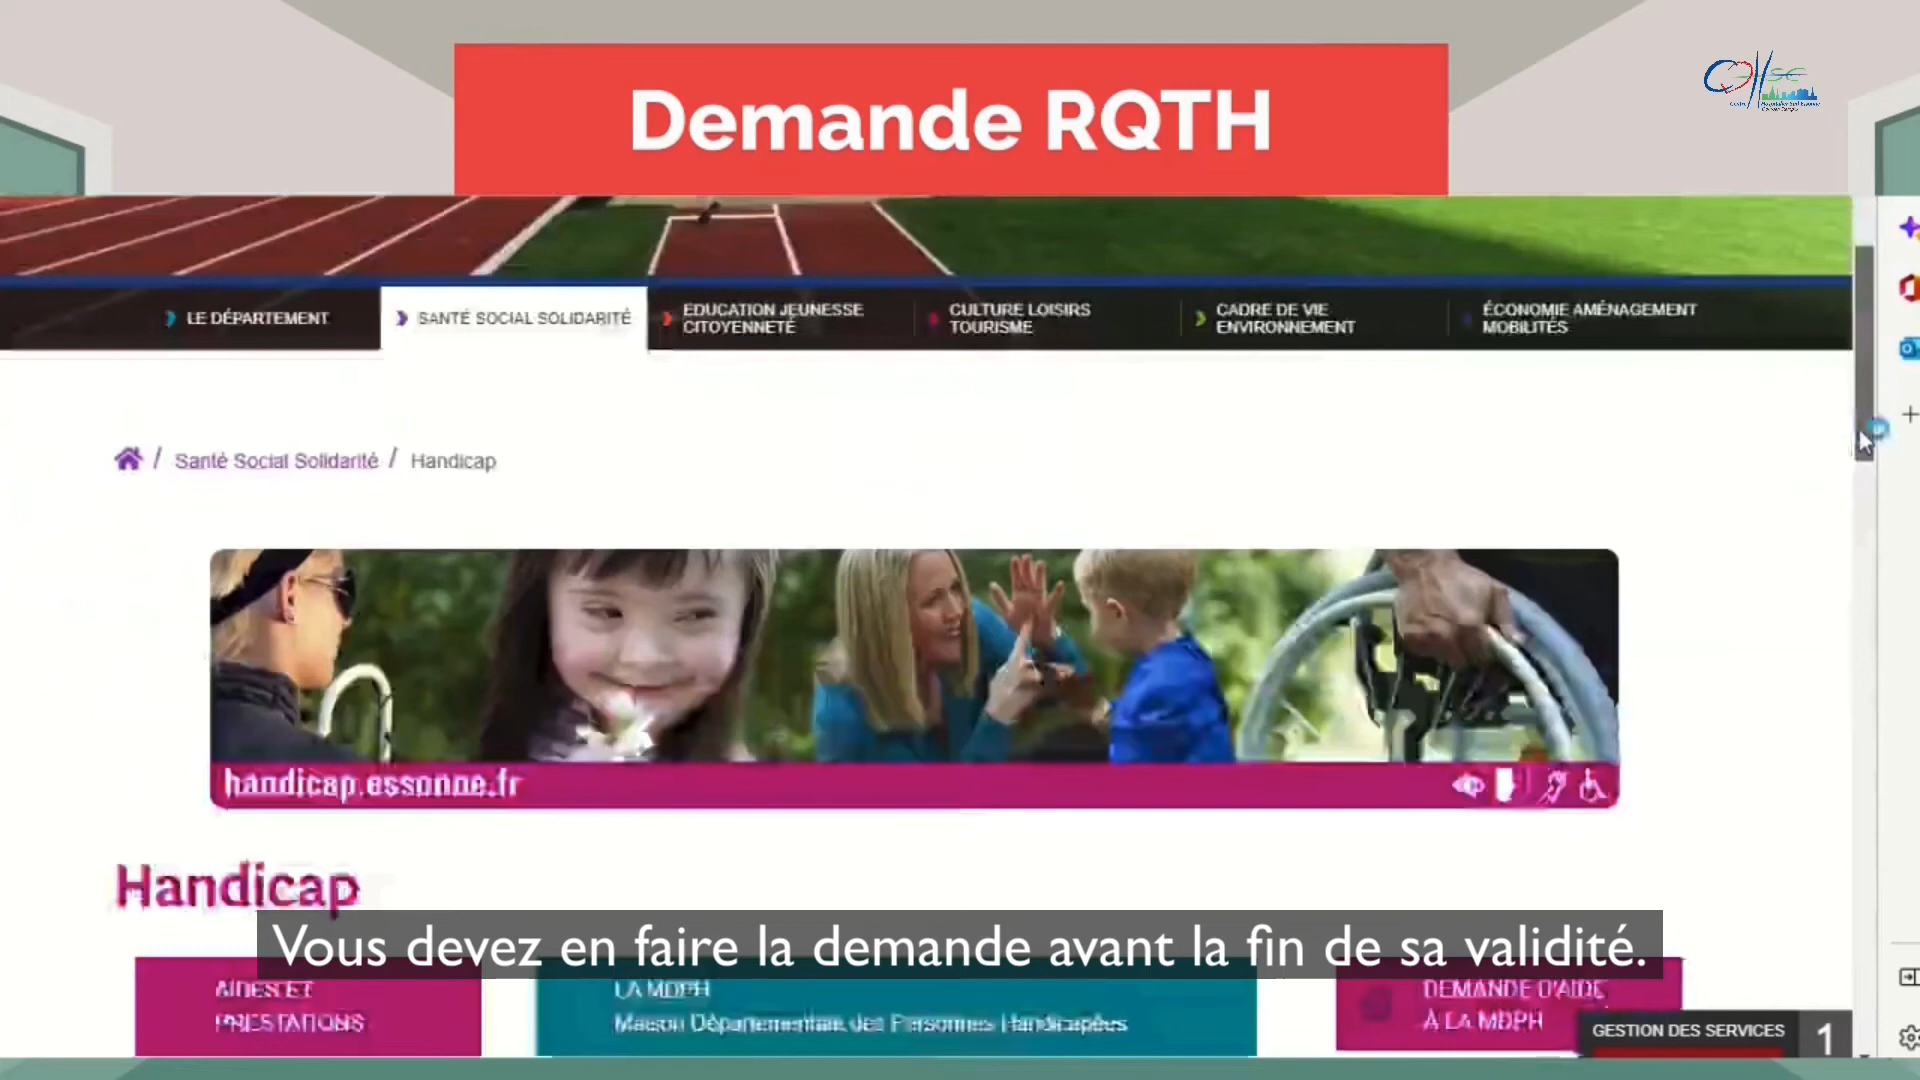 Demande RQTH
LE DÉPARTEMENT
SANTÉ SOCIAL SOLIDARITÉ
EDUCATION JEUNESSE
CITOYENNETÉ
CULTURE LOISIRS
TOURISME
CADRE DE VIE
ENVIRONNEMENT
ÉCONOMIE AMÉNAGEMENT
MOBILITÉS
/ Santé Social Solidarité / Handicap
handicap.essonne.fr
Handicap
Vous devez en faire la demande avant la fin de sa validité.
AIDES ET
PRESTATIONS
LA MDPH
Maison Départementale des Personnes Handicapées
DEMANDE D'AIDE
À LA MDPH
GESTION DES SERVICES
1